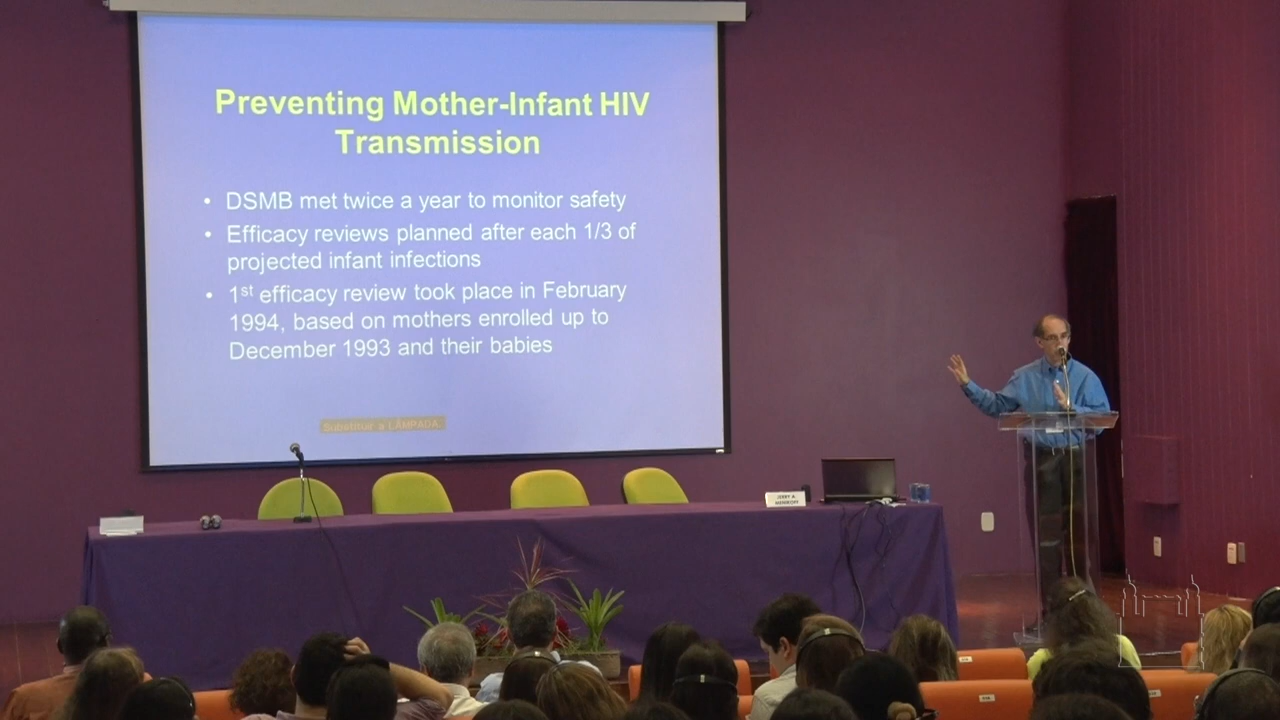 Preventing Mother-Infant HIV
Transmission
• DSMB met twice a year to monitor safety
• Efficacy reviews planned after each 1/3 of
projected infant infections
• 1st efficacy review took place in February
1994, based on mothers enrolled up to
December 1993 and their babies
Substituir a LÂMPADA.
JERRY A.
MENIKOFF